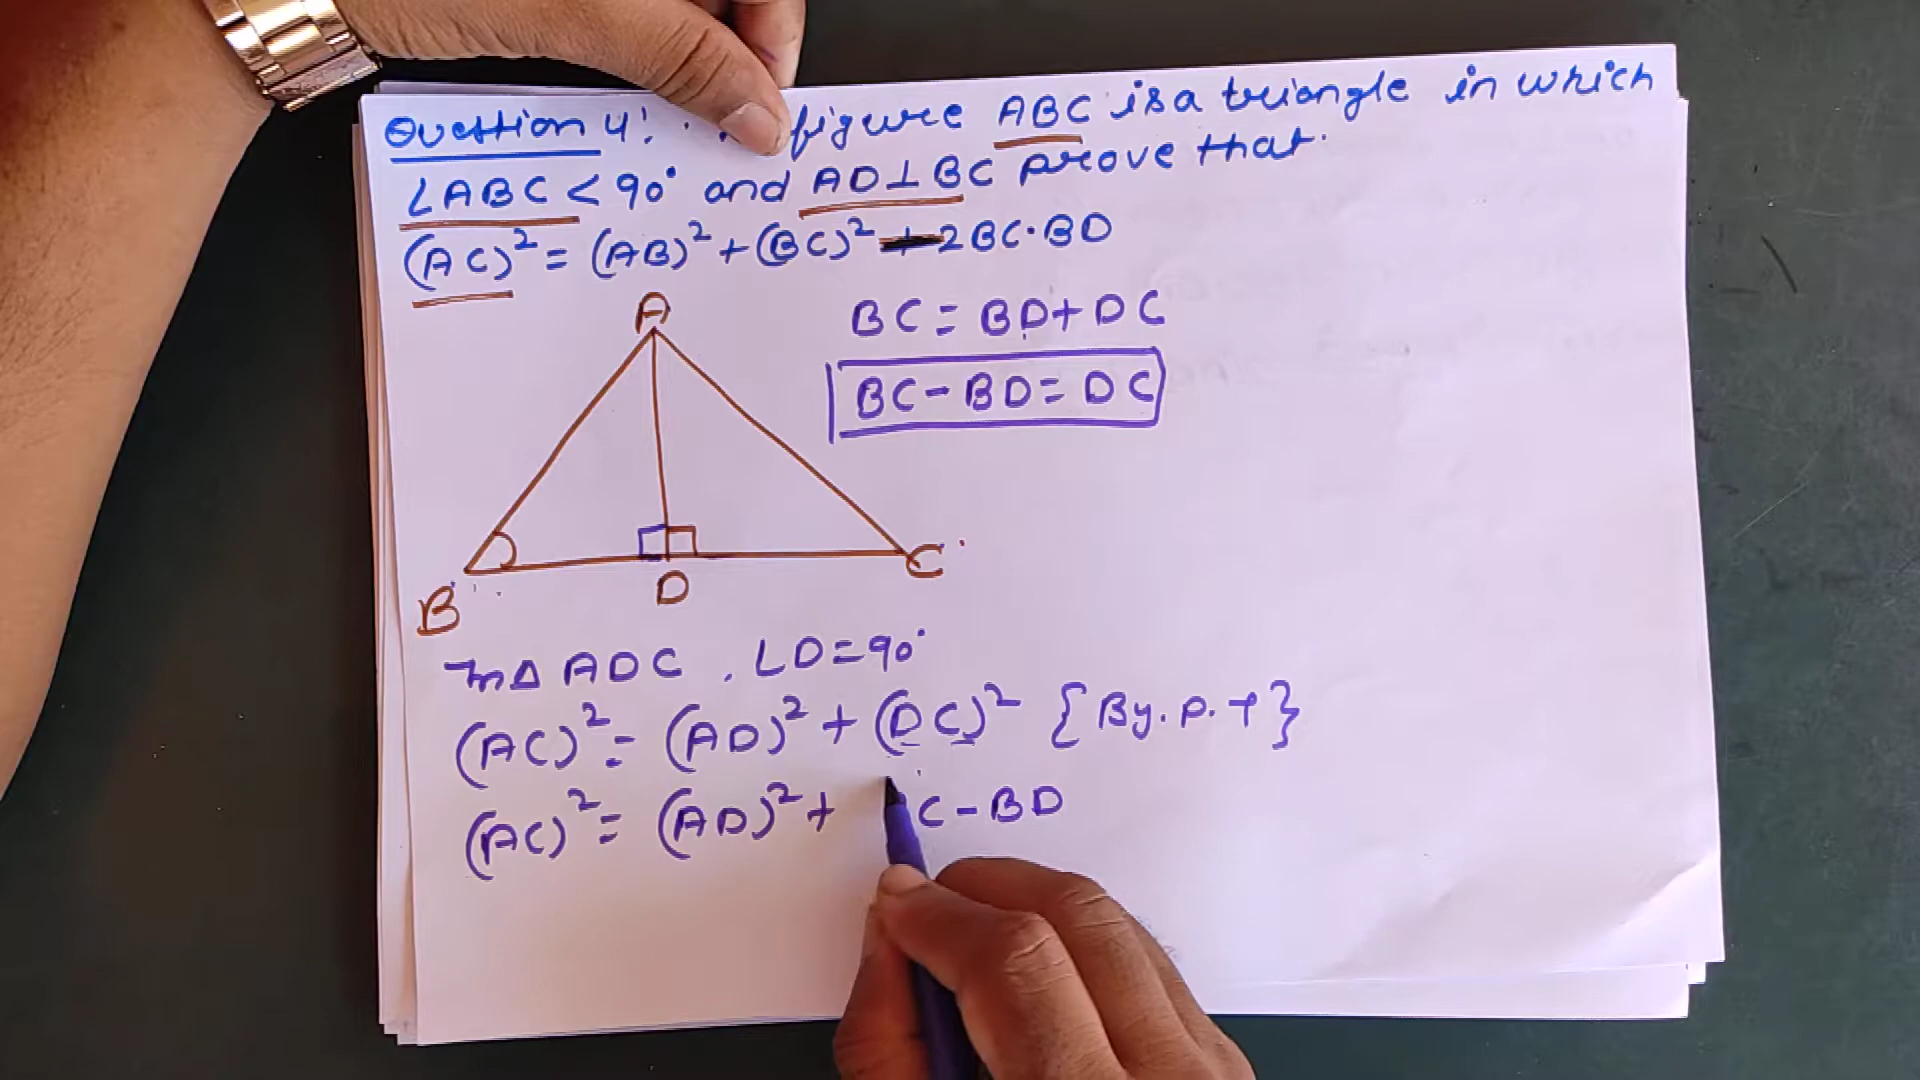 Question 4: figure ABC is a triangle in which
∠ABC < 90° and AD⊥BC prove that
(AC)² = (AB)² + (BC)² - 2BC·BD
A
BC = BD + DC
BC - BD = DC
B
D
C
In Δ ADC, ∠D = 90°
(AC)² = (AD)² + (DC)² {By. P. T}
(AC)² = (AD)² + C - BD